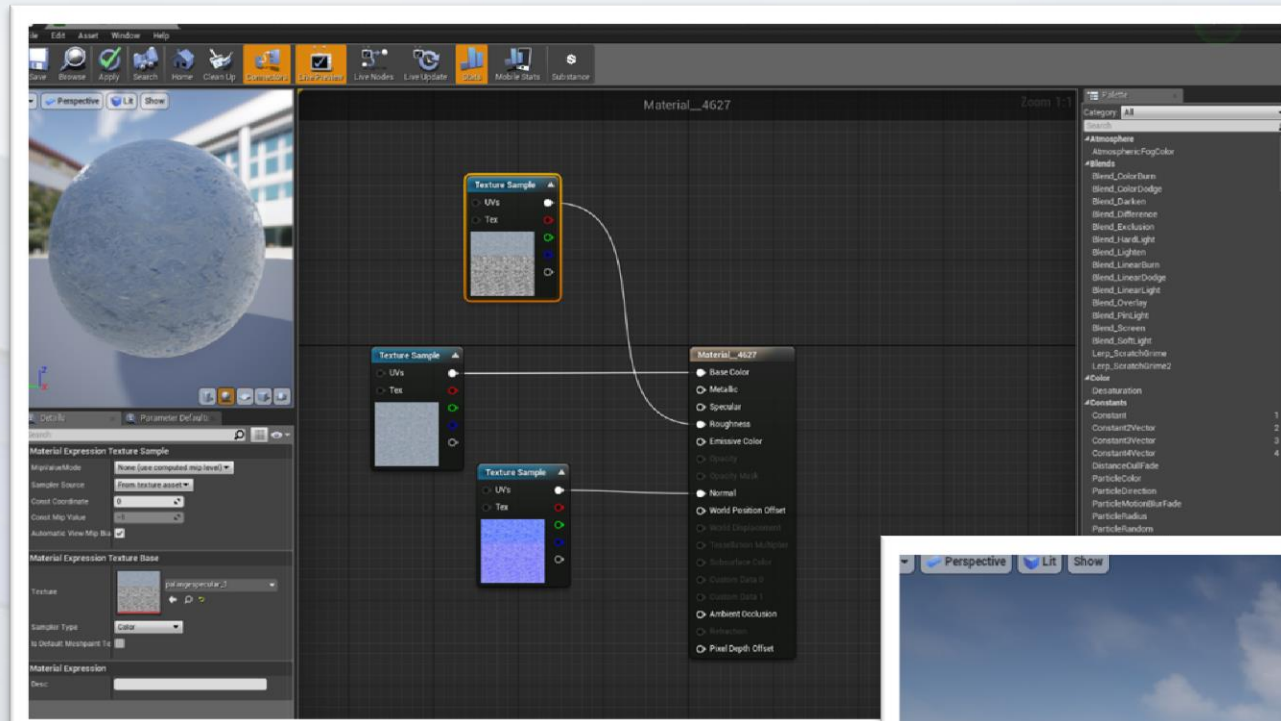 File Edit Asset Window Help
Save Browse Apply Search Home Clean Up Connectors Live Preview Live Nodes Live Update Stats Mobile Stats Substance
Perspective Lit Show
Material__4627
Zoom 1:1
Texture Sample
UVs
Tex
Texture Sample
UVs
Tex
Texture Sample
UVs
Tex
Material__4627
Base Color
Metallic
Specular
Roughness
Emissive Color
Opacity
Opacity Mask
Normal
World Position Offset
World Displacement
Tessellation Multiplier
Subsurface Color
Custom Data 0
Custom Data 1
Ambient Occlusion
Refraction
Pixel Depth Offset
Details Parameter Defaults
Search
Material Expression Texture Sample
MipValueMode None (use computed mip level)
Sampler Source From texture asset
Const Coordinate 0
Const Mip Value -1
Automatic View Mip Bia
Material Expression Texture Base
Texture
Sampler Type Color
Is Default Meshpaint Te
Material Expression
Desc
Palette
Category All
Search
Atmosphere
AtmosphericFogColor
Blends
Blend_ColorBurn
Blend_ColorDodge
Blend_Darken
Blend_Difference
Blend_Exclusion
Blend_HardLight
Blend_Lighten
Blend_LinearBurn
Blend_LinearDodge
Blend_LinearLight
Blend_Overlay
Blend_PinLight
Blend_Screen
Blend_SoftLight
Lerp_ScratchGrime
Lerp_ScratchGrime2
Color
Desaturation
Constants
Constant 1
Constant2Vector 2
Constant3Vector 3
Constant4Vector 4
DistanceCullFade
ParticleColor
ParticleDirection
ParticleMotionBlurFade
ParticleRadius
ParticleRandom
Perspective Lit Show